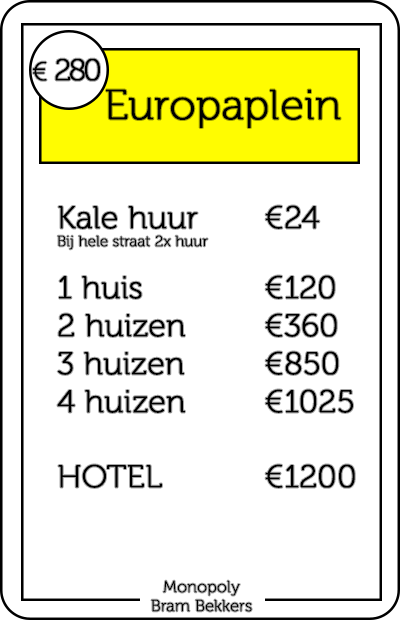 € 280
Europaplein
Kale huur €24
Bij hele straat 2x huur
1 huis €120
2 huizen €360
3 huizen €850
4 huizen €1025
HOTEL €1200
Monopoly
Bram Bekkers